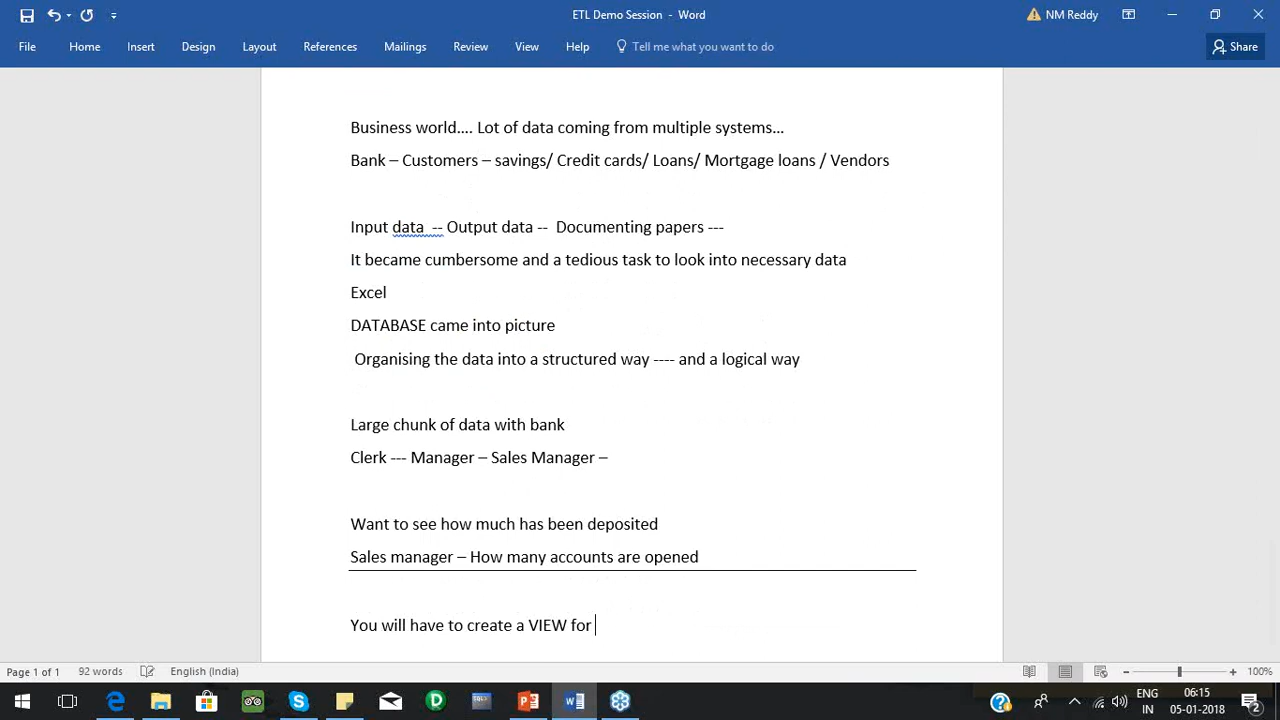 ETL Demo Session - Word
NM Reddy
File Home Insert Design Layout References Mailings Review View Help Tell me what you want to do Share
Business world.... Lot of data coming from multiple systems...
Bank – Customers – savings/ Credit cards/ Loans/ Mortgage loans / Vendors
Input data -- Output data -- Documenting papers ---
It became cumbersome and a tedious task to look into necessary data
Excel
DATABASE came into picture
Organising the data into a structured way ---- and a logical way
Large chunk of data with bank
Clerk --- Manager – Sales Manager –
Want to see how much has been deposited
Sales manager – How many accounts are opened
You will have to create a VIEW for
Page 1 of 1 92 words English (India) 100%
ENG 06:15
IN 05-01-2018 2